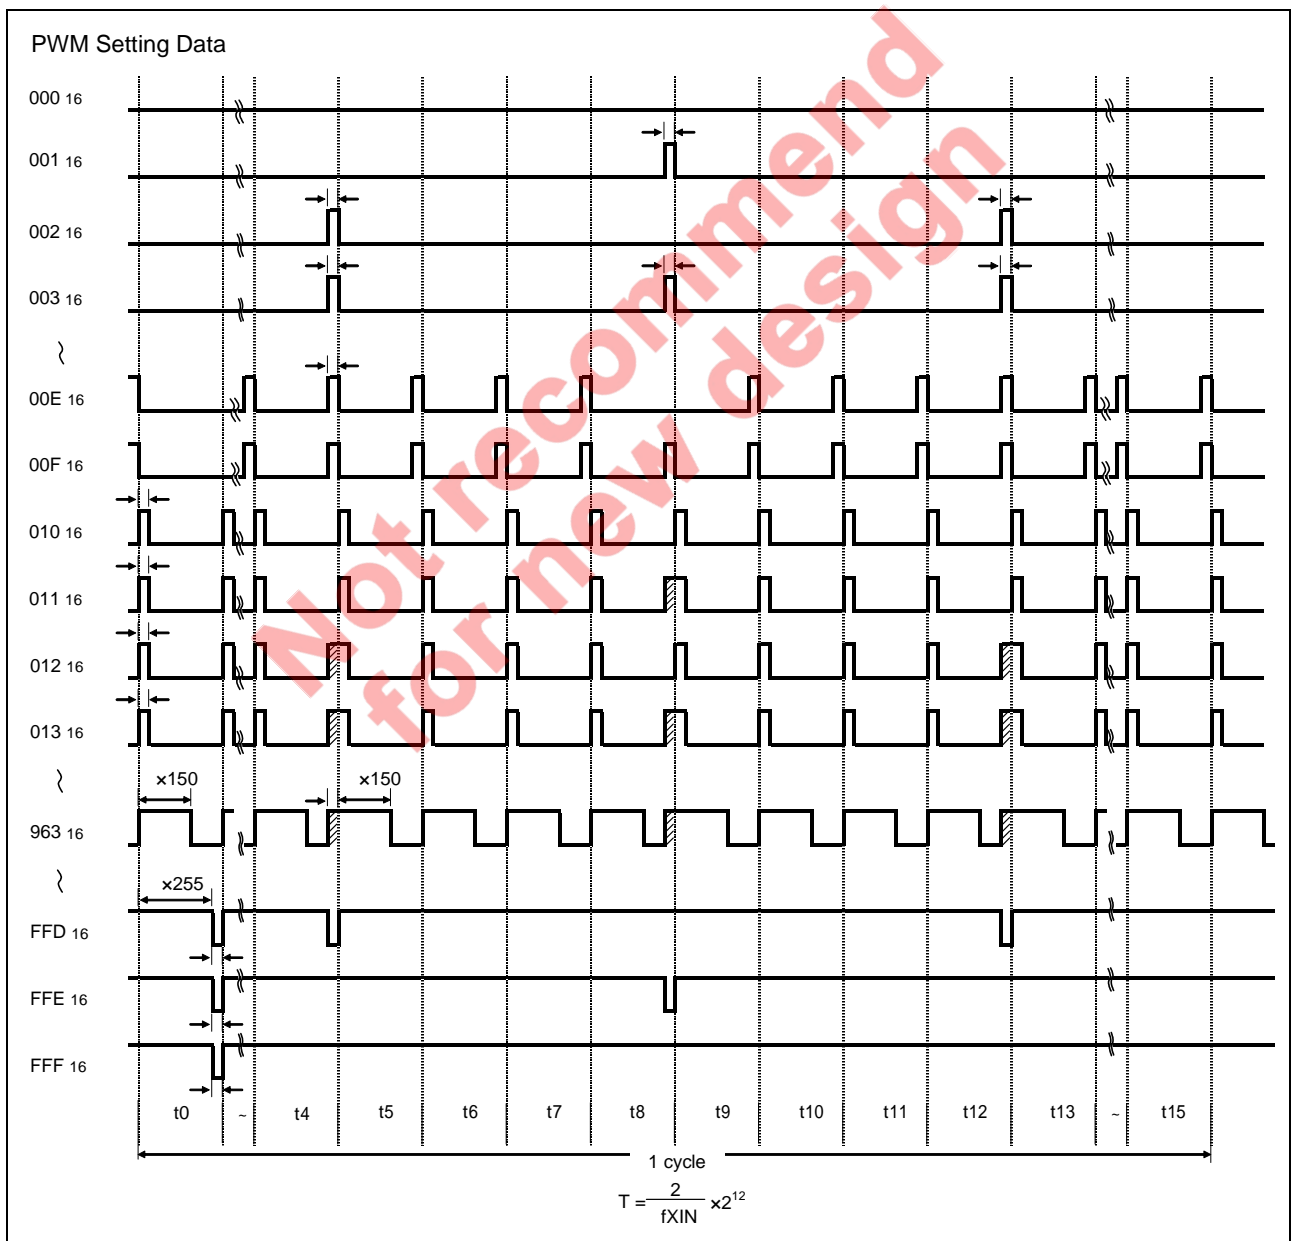 PWM Setting Data
000 16
001 16
002 16
003 16
00E 16
00F 16
010 16
011 16
012 16
013 16
×150 ×150
963 16
×255
FFD 16
FFE 16
FFF 16
t0 ~ t4 t5 t6 t7 t8 t9 t10 t11 t12 t13 ~ t15
1 cycle
T = 2/fXIN ×2¹²
Not recommend
for new design